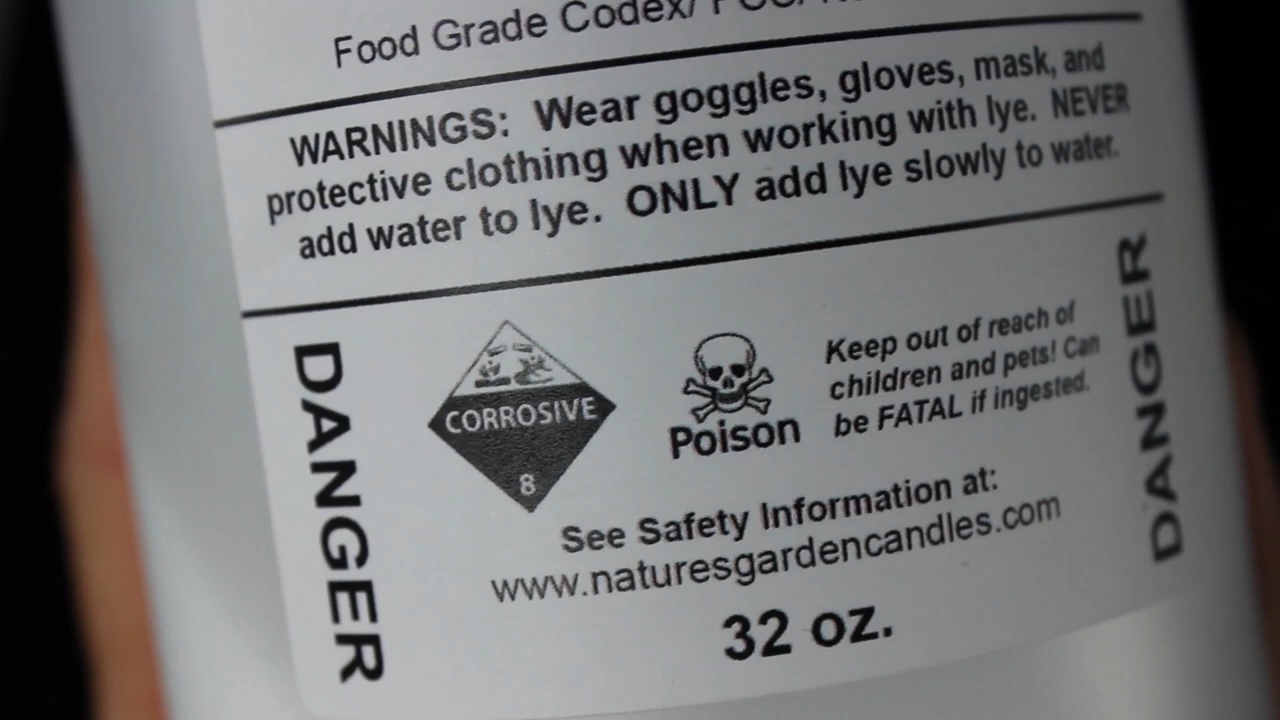 Food Grade Codex/
WARNINGS: Wear goggles, gloves, mask, and
protective clothing when working with lye. NEVER
add water to lye. ONLY add lye slowly to water.
DANGER
CORROSIVE
8
Poison
Keep out of reach of
children and pets! Can
be FATAL if ingested.
DANGER
See Safety Information at:
www.naturesgardencandles.com
32 oz.